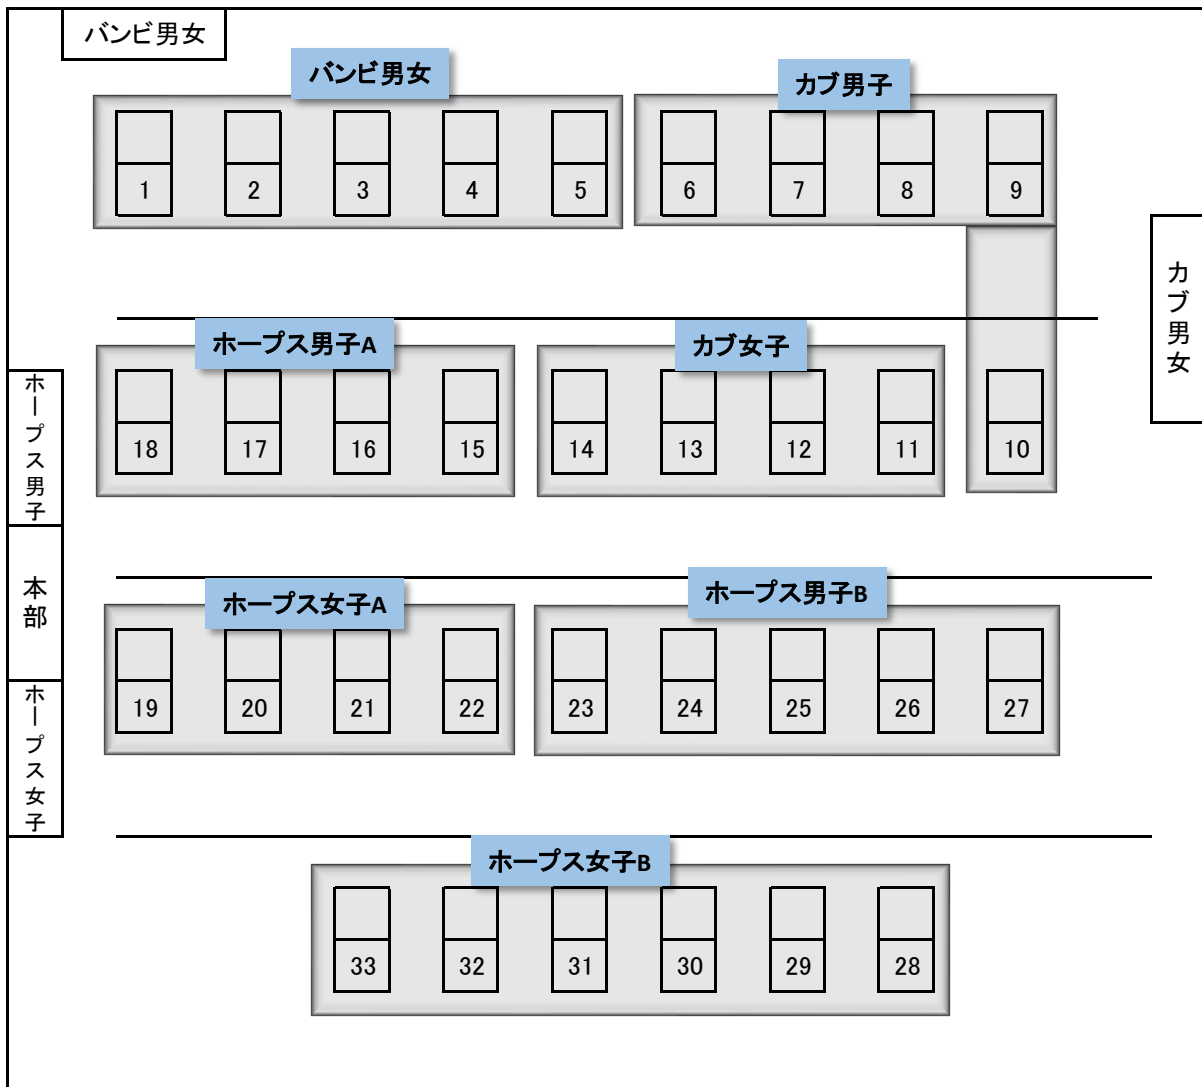 バンビ男女
バンビ男女
カブ男子
1 2 3 4 5 6 7 8 9
カブ男女
ホープス男子A
カブ女子
18 17 16 15 14 13 12 11 10
ホープス男子
本部
ホープス女子A
ホープス男子B
19 20 21 22 23 24 25 26 27
ホープス女子
ホープス女子B
33 32 31 30 29 28